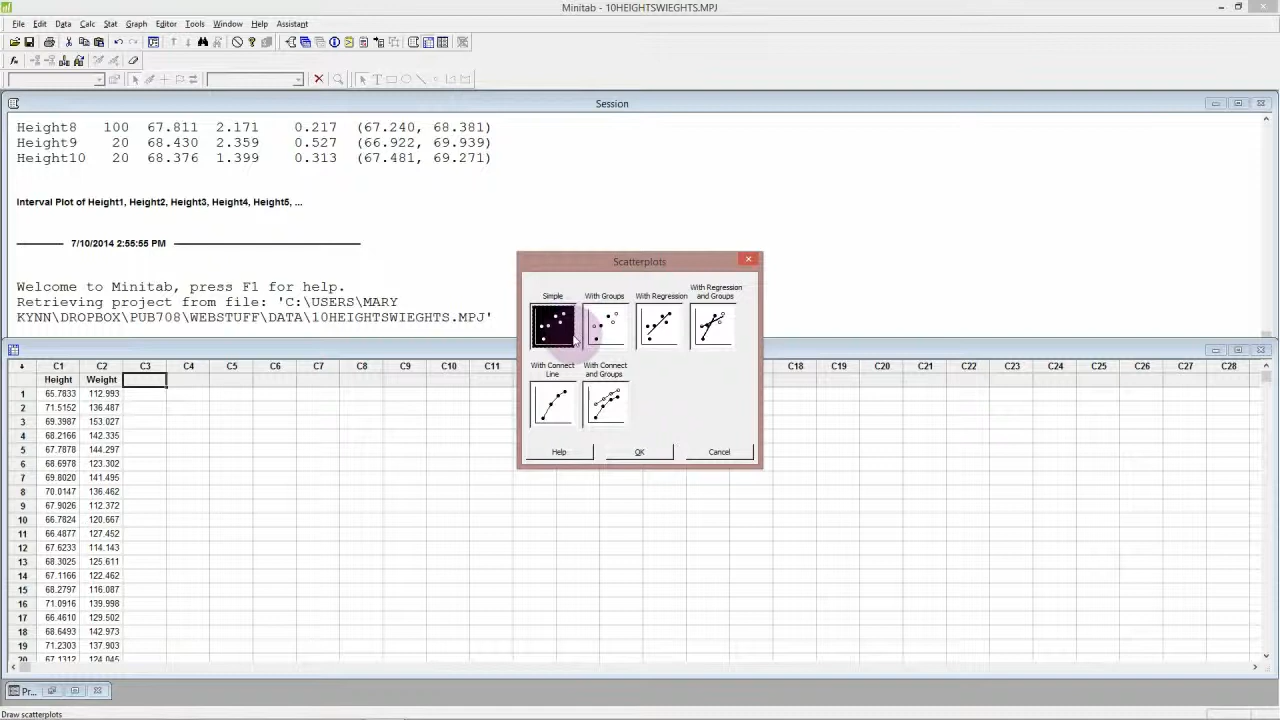 Minitab - 10HEIGHTSWIEGHTS.MPJ
File Edit Data Calc Stat Graph Editor Tools Window Help Assistant
Session
Height8 100 67.811 2.171 0.217 (67.240, 68.381)
Height9 20 68.430 2.359 0.527 (66.922, 69.939)
Height10 20 68.376 1.399 0.313 (67.481, 69.271)
Interval Plot of Height1, Height2, Height3, Height4, Height5, ...
7/10/2014 2:55:55 PM
Welcome to Minitab, press F1 for help.
Retrieving project from file: 'C:\USERS\MARY
KYNN\DROPBOX\PUB708\WEBSTUFF\DATA\10HEIGHTSWIEGHTS.MPJ'
Scatterplots
Simple With Groups With Regression With Regression
and Groups
With Connect
Line
With Connect
and Groups
Help OK Cancel
C1 C2 C3 C4 C5 C6 C7 C8 C9 C10 C11 C18 C19 C20 C21 C22 C23 C24 C25 C26 C27 C28
Height Weight
1 65.7833 112.993
2 71.5152 136.487
3 69.3987 153.027
4 68.2166 142.335
5 67.7878 144.297
6 68.6978 123.302
7 69.8020 141.495
8 70.0147 136.462
9 67.9026 112.372
10 66.7824 120.667
11 66.4877 127.452
12 67.6233 114.143
13 68.3025 125.611
14 67.1166 122.462
15 68.2797 116.087
16 71.0916 139.998
17 66.4610 129.502
18 68.6493 142.973
19 71.2303 137.903
20 67.1312 124.045
Pr...
Draw scatterplots